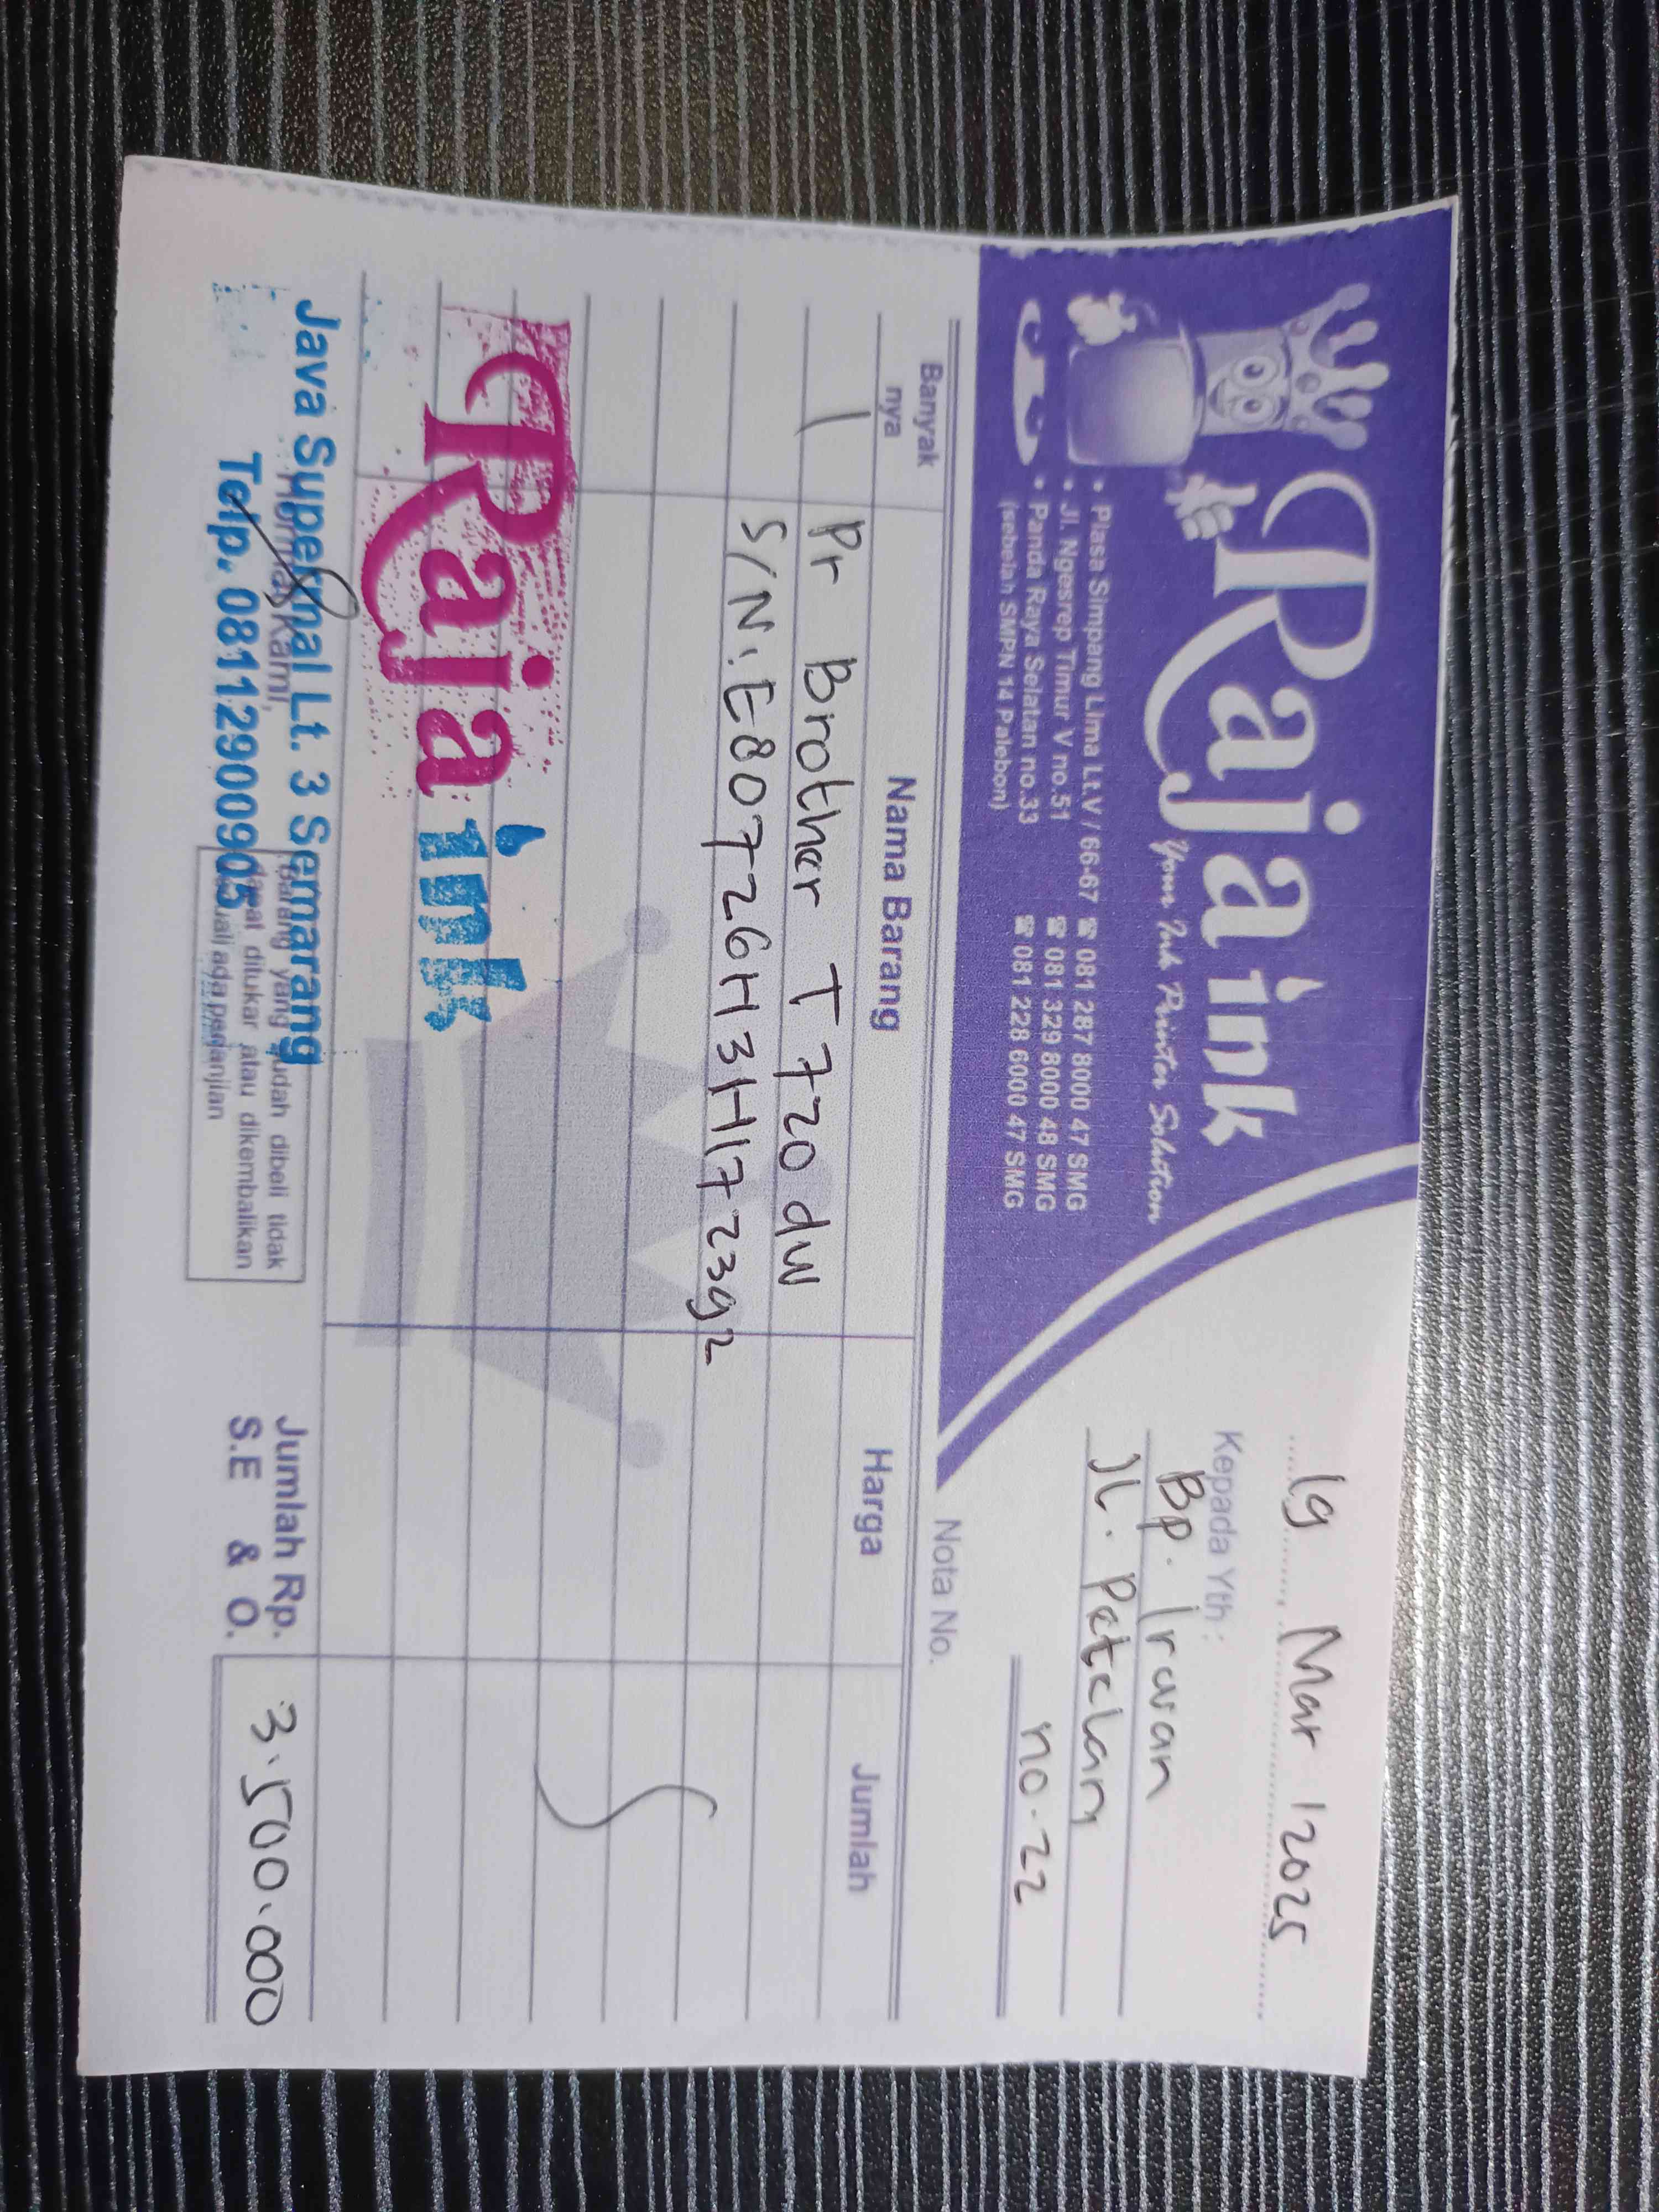 Raja ink
Your Ink Printer Solution
• Plasa Simpang Lima Lt.V / 66-67 ☎ 081 287 8000 47 SMG
• Jl. Ngesrep Timur V no.51 ☎ 081 329 8000 48 SMG
• Panda Raya Selatan no.33 ☎ 081 228 6000 47 SMG
(sebelah SMPN 14 Palebon)
19 Mar 2025
Kepada Yth :
Bp. Irwan
JL. Petelan
no. 22
Nota No.
Banyak nya Nama Barang Harga Jumlah
1 Pr Brother T 720 dw
S/N : E80726H3H172392
Raja ink
Java Supermal Lt. 3 Semarang
Telp. 08112900905
Hormat Kami,
barang yang sudah dibeli tidak
dapat ditukar atau dikembalikan
ada perjanjian
Jumlah Rp. 3.500.000
S.E & O.